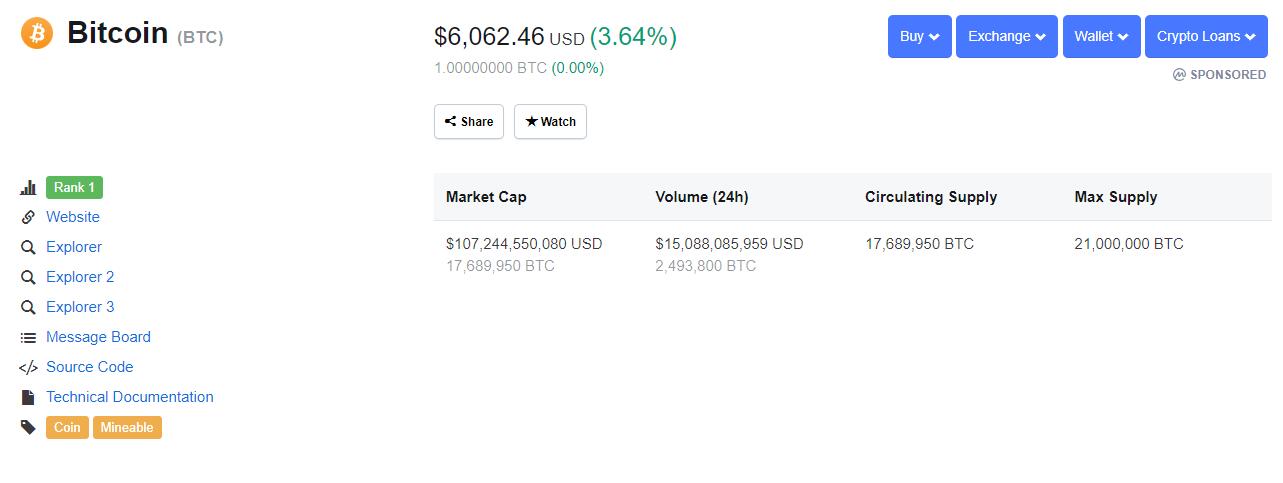 Bitcoin (BTC)
$6,062.46 USD (3.64%)
1.00000000 BTC (0.00%)
Buy
Exchange
Wallet
Crypto Loans
SPONSORED
Share
Watch
Rank 1
Website
Explorer
Explorer 2
Explorer 3
Message Board
Source Code
Technical Documentation
Coin Mineable
Market Cap Volume (24h) Circulating Supply Max Supply
$107,244,550,080 USD $15,088,085,959 USD 17,689,950 BTC 21,000,000 BTC
17,689,950 BTC 2,493,800 BTC